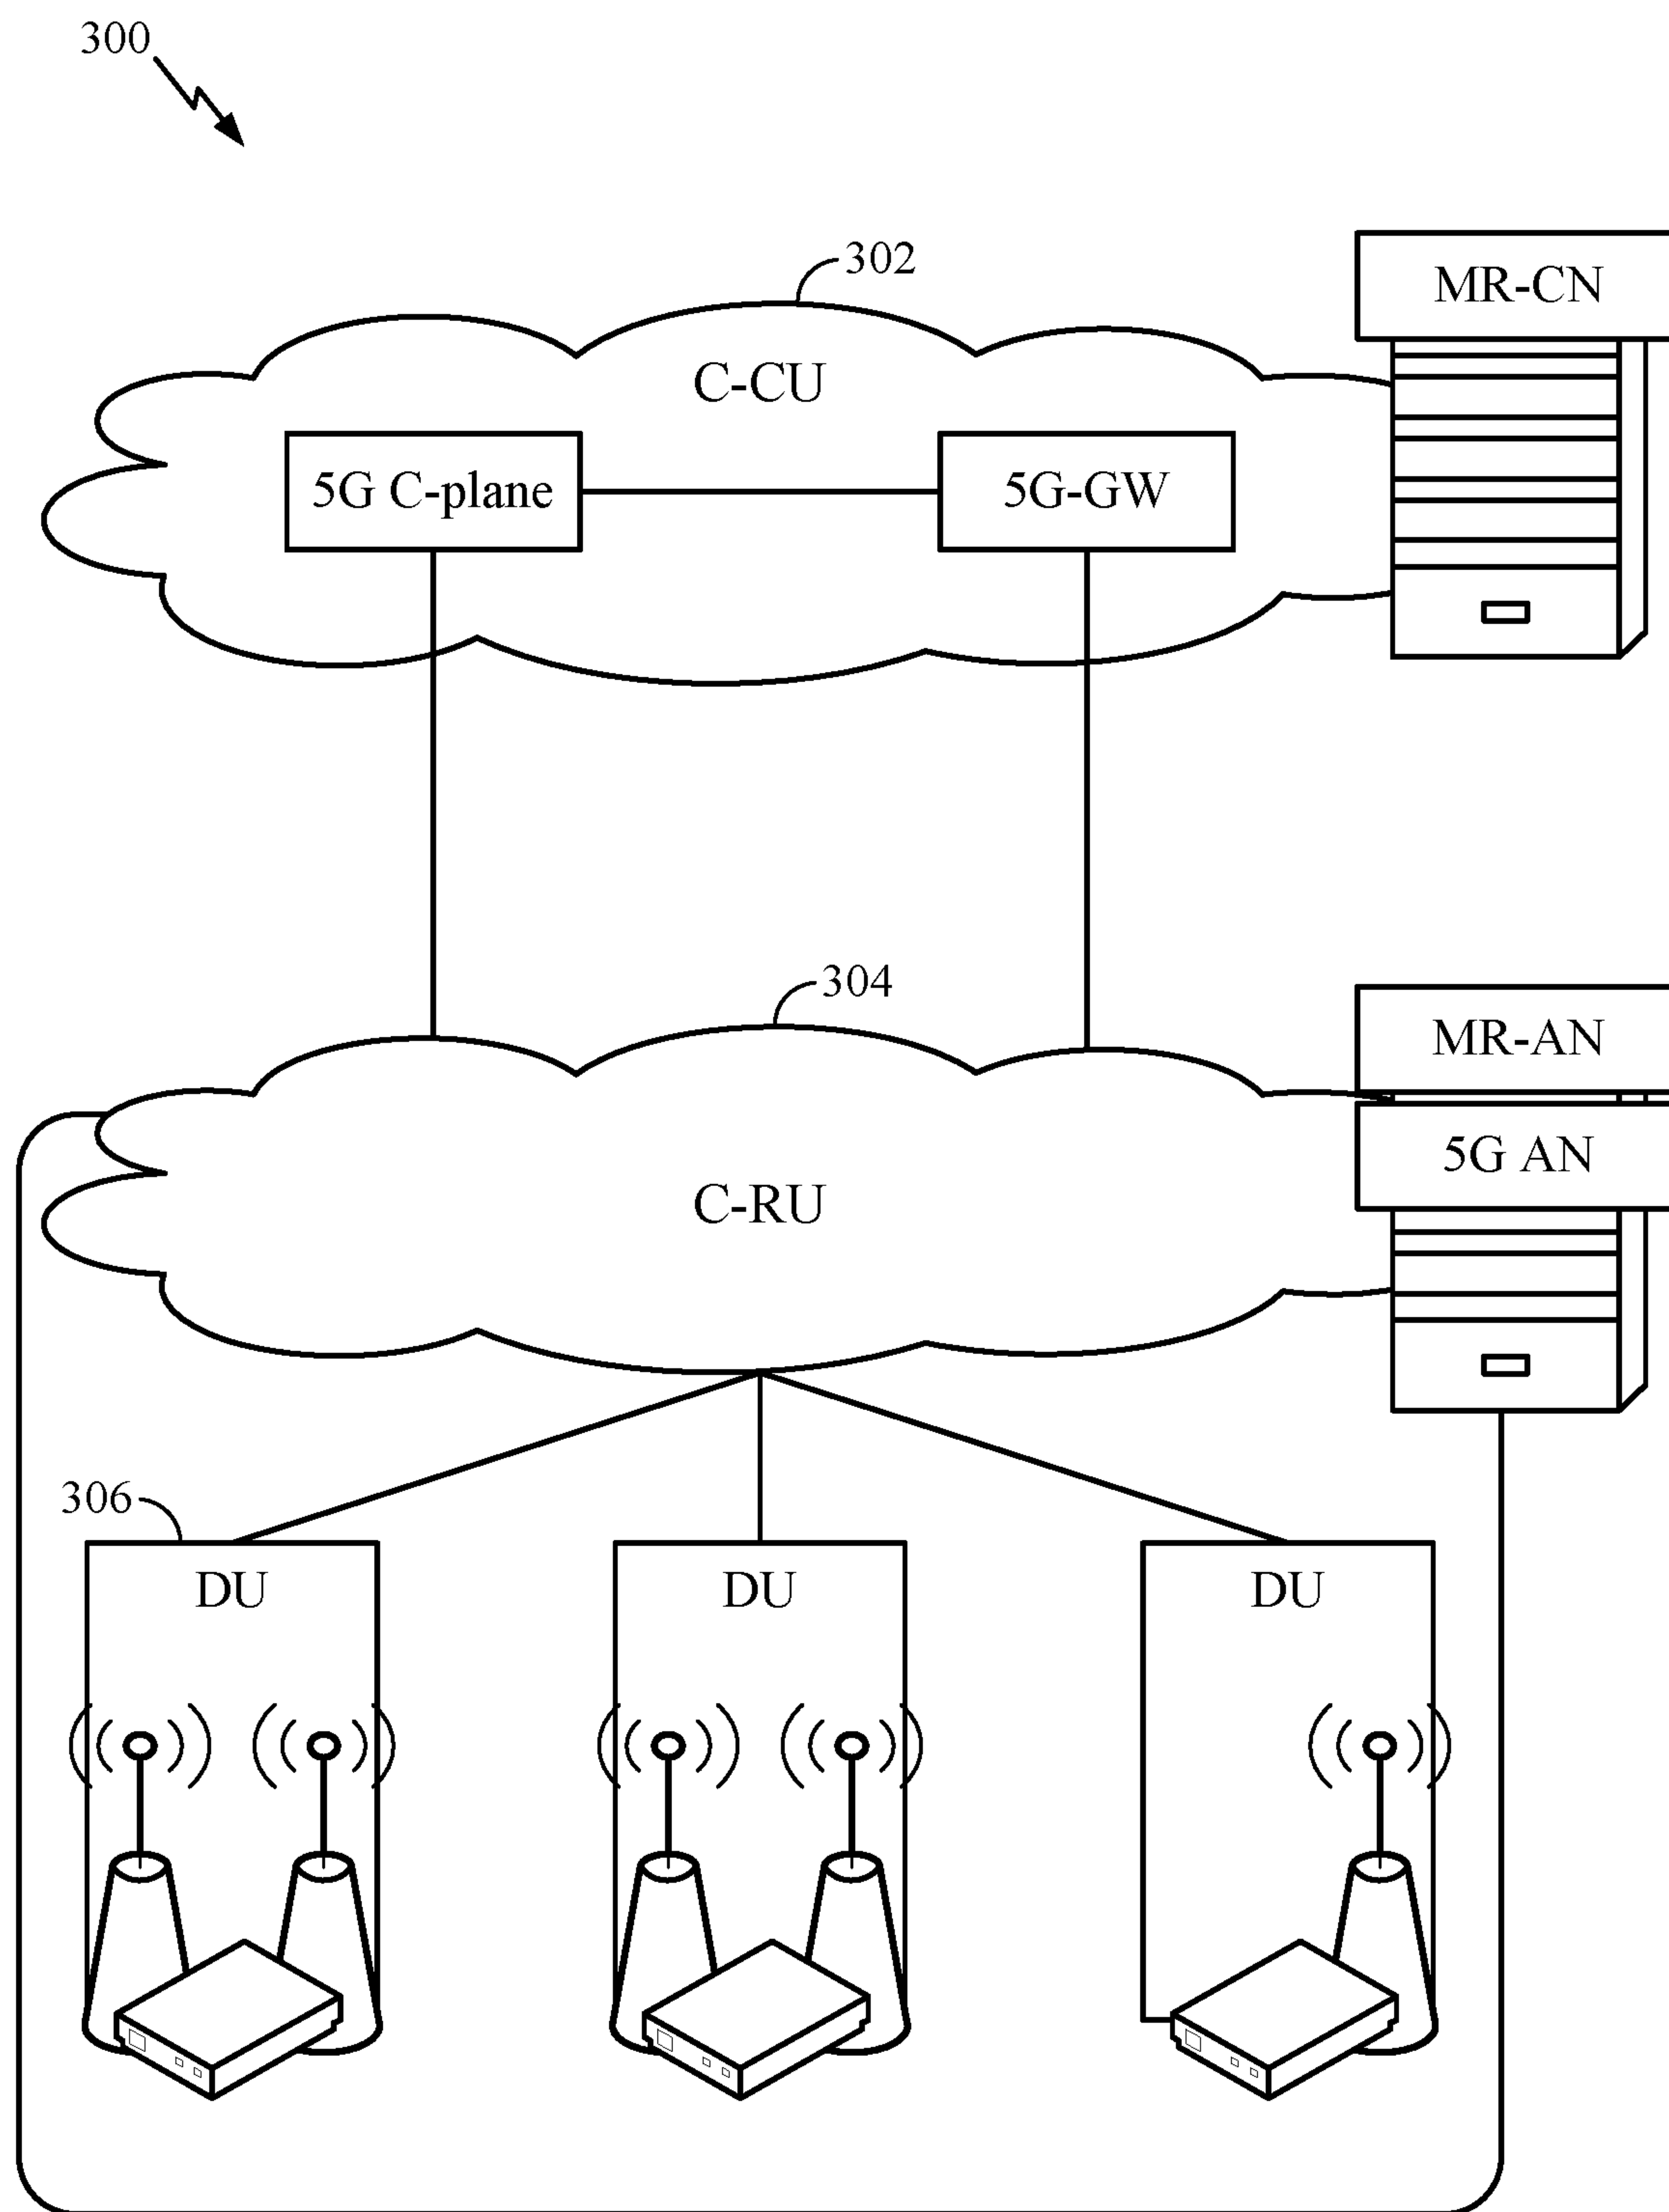 300
302
MR-CN
C-CU
5G C-plane
5G-GW
304
MR-AN
5G AN
C-RU
306
DU
DU
DU